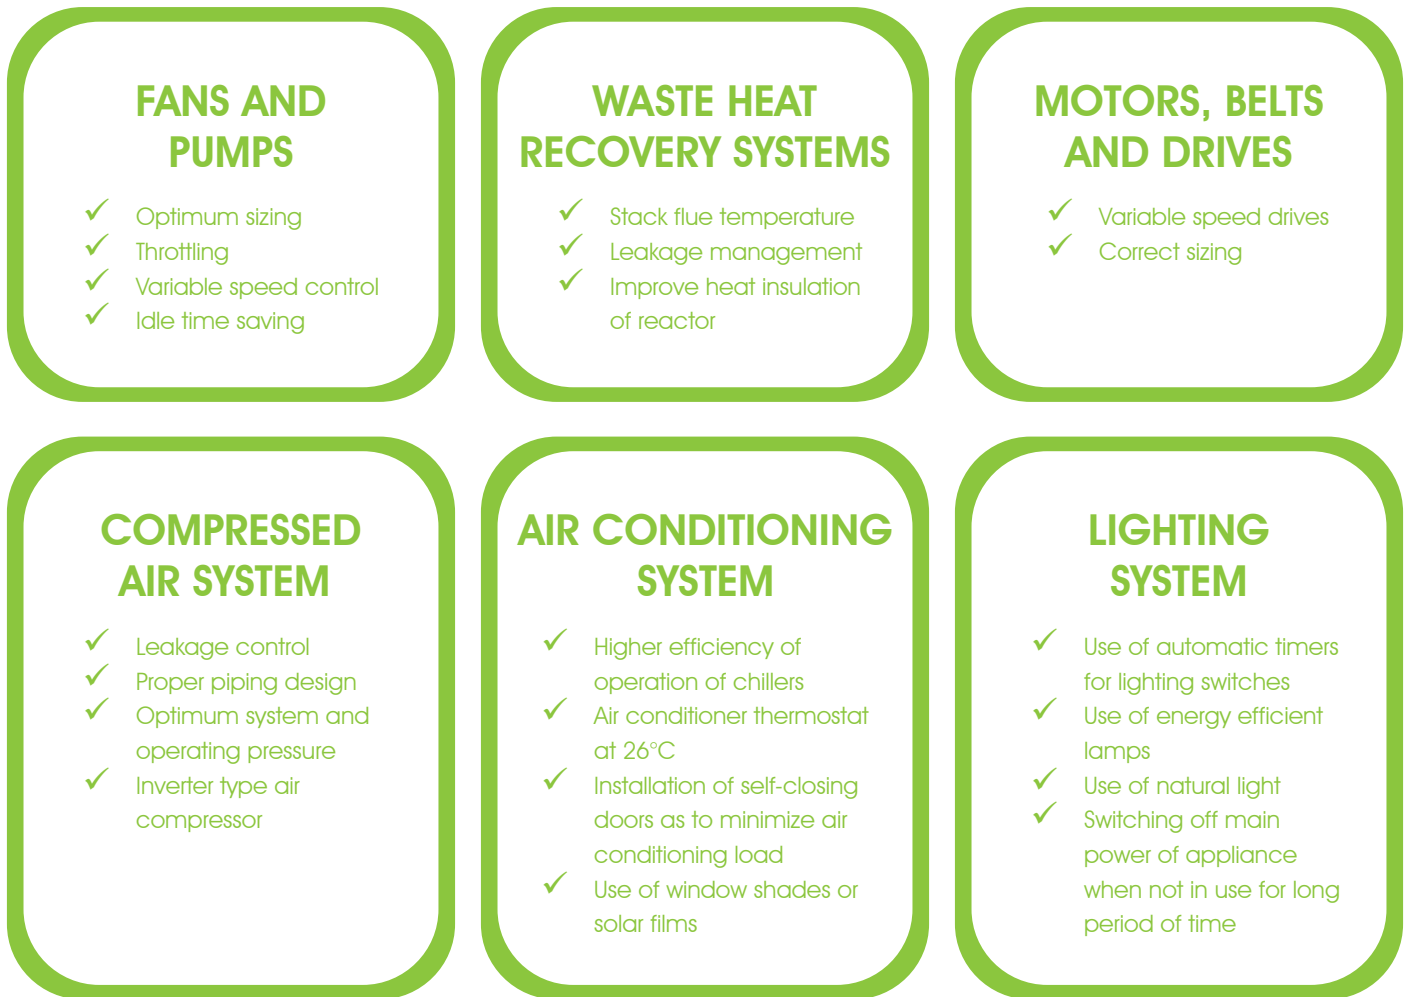 FANS AND
PUMPS
Optimum sizing
Throttling
Variable speed control
Idle time saving
WASTE HEAT
RECOVERY SYSTEMS
Stack flue temperature
Leakage management
Improve heat insulation
of reactor
MOTORS, BELTS
AND DRIVES
Variable speed drives
Correct sizing
COMPRESSED
AIR SYSTEM
Leakage control
Proper piping design
Optimum system and
operating pressure
Inverter type air
compressor
AIR CONDITIONING
SYSTEM
Higher efficiency of
operation of chillers
Air conditioner thermostat
at 26°C
Installation of self-closing
doors as to minimize air
conditioning load
Use of window shades or
solar films
LIGHTING
SYSTEM
Use of automatic timers
for lighting switches
Use of energy efficient
lamps
Use of natural light
Switching off main
power of appliance
when not in use for long
period of time